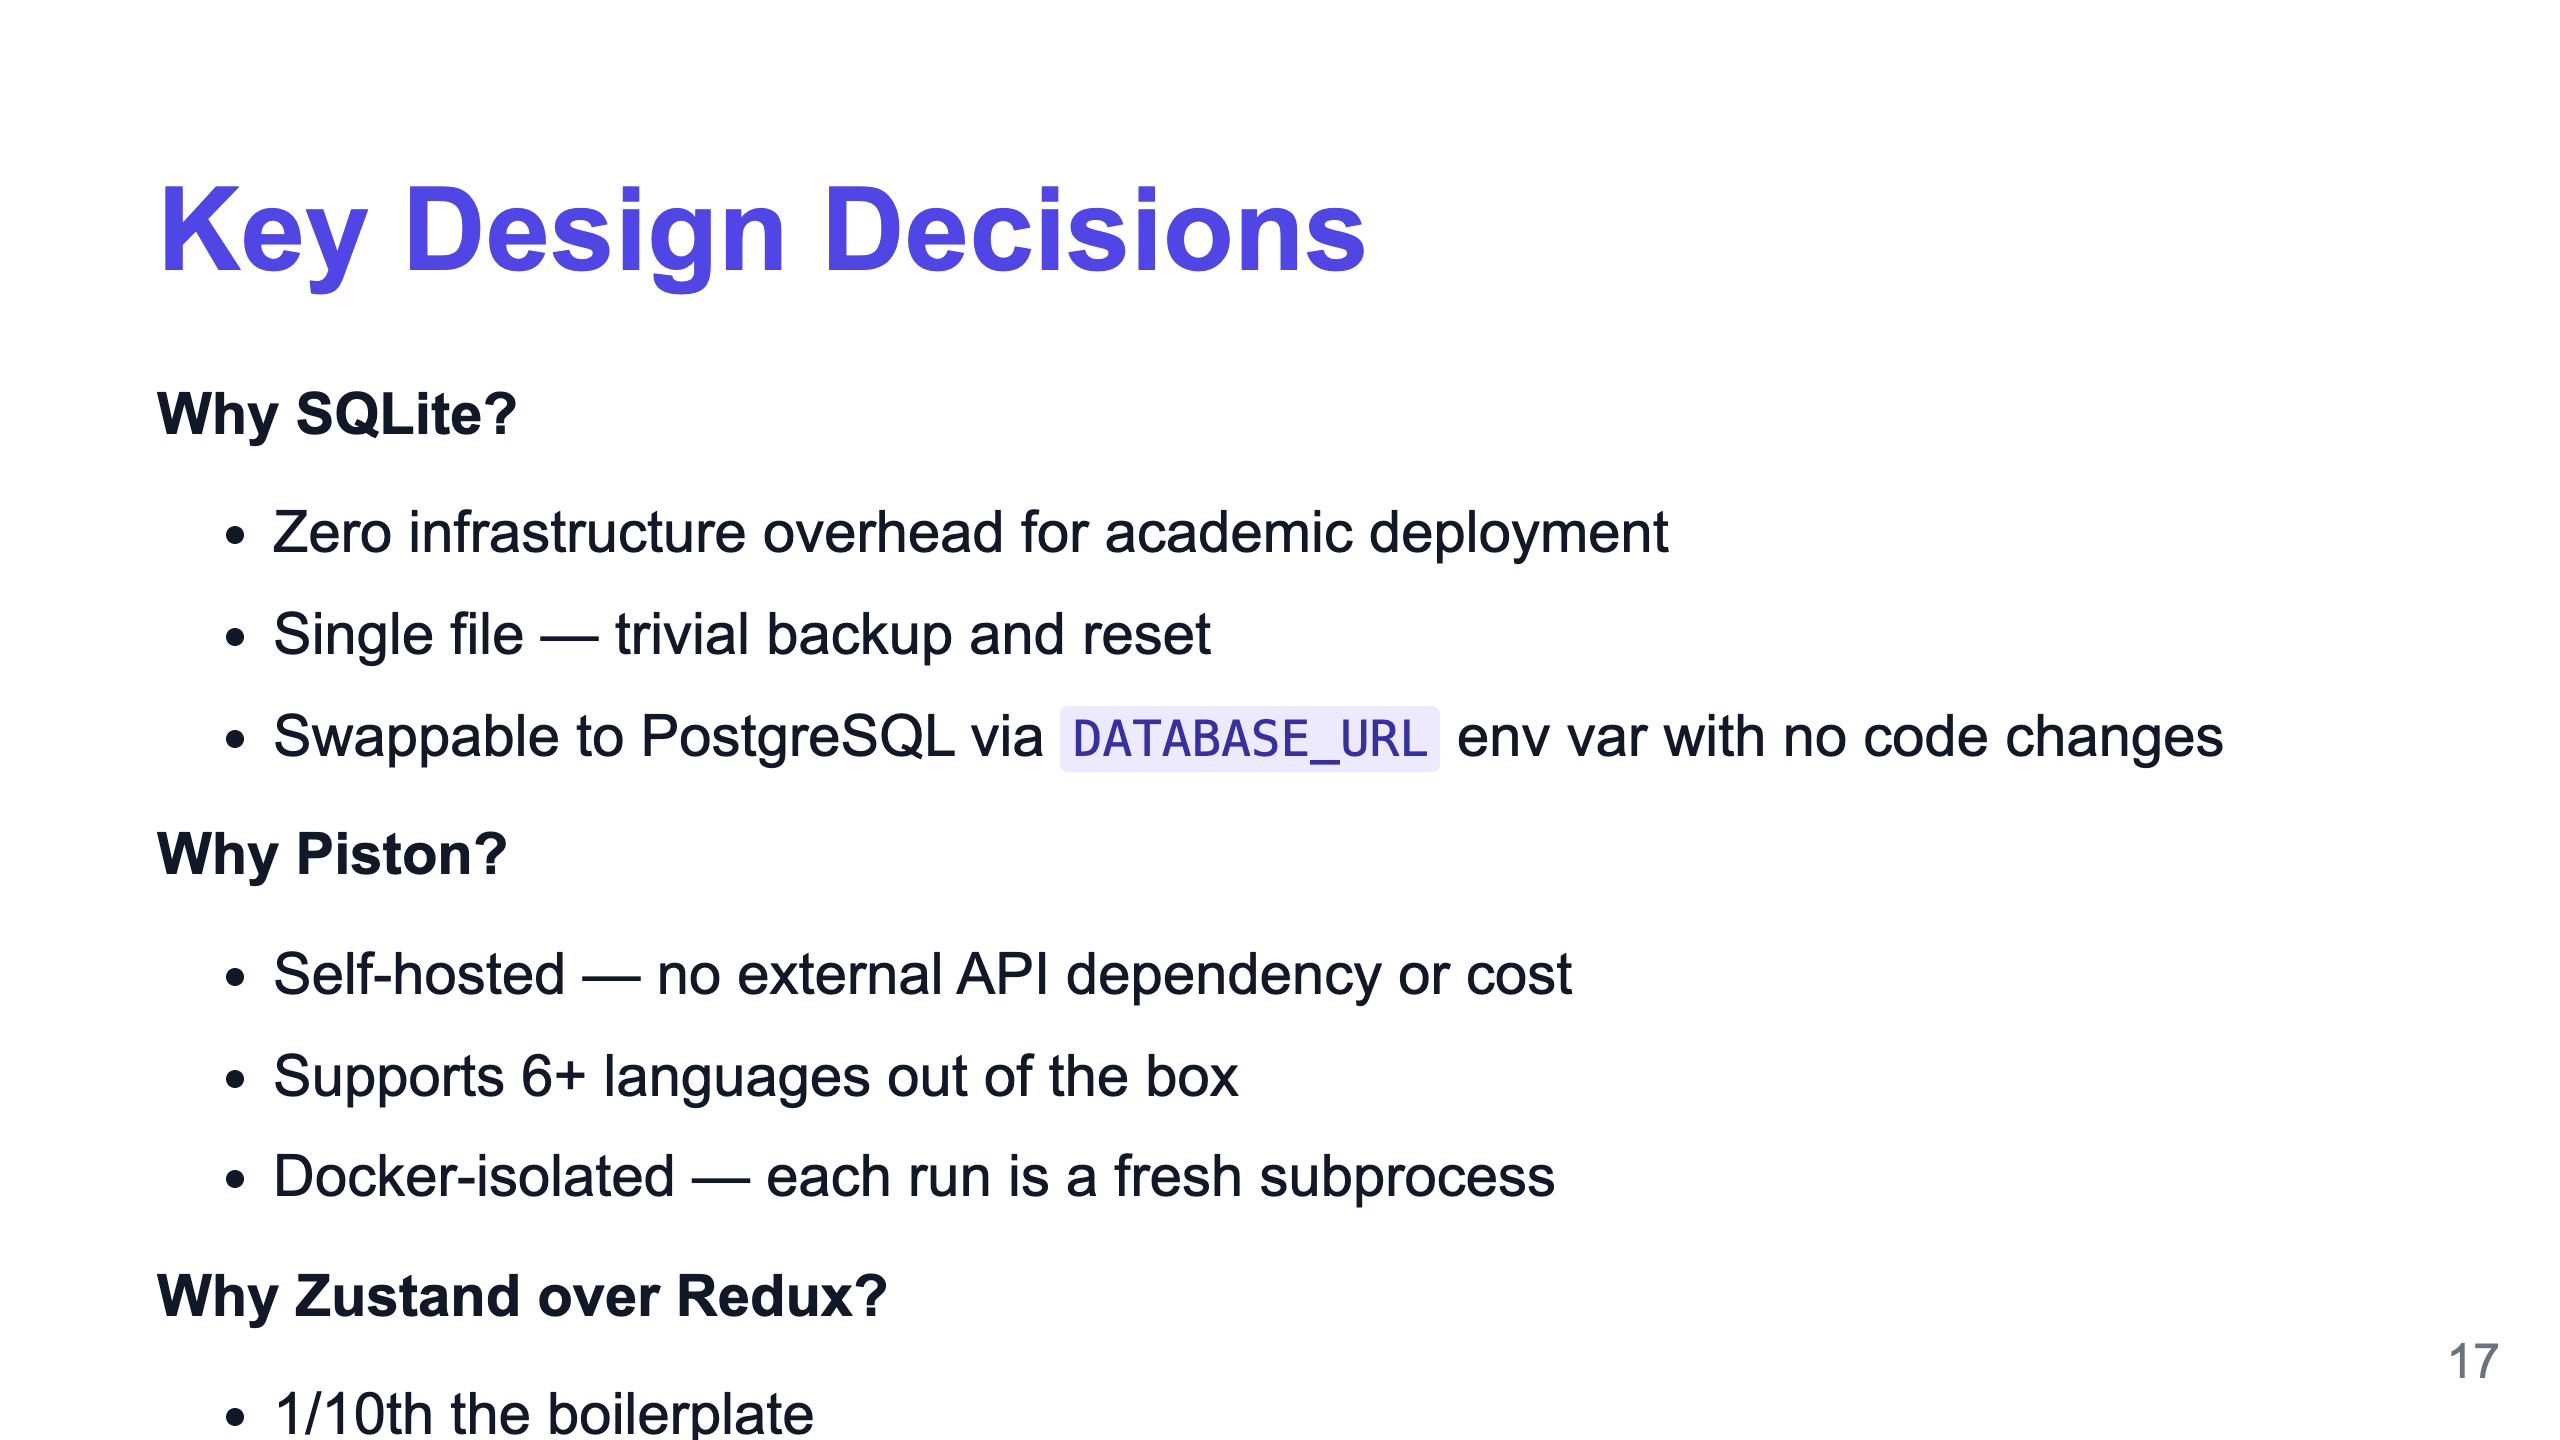 Key Design Decisions
Why SQLite?
• Zero infrastructure overhead for academic deployment
• Single file — trivial backup and reset
• Swappable to PostgreSQL via DATABASE_URL env var with no code changes
Why Piston?
• Self-hosted — no external API dependency or cost
• Supports 6+ languages out of the box
• Docker-isolated — each run is a fresh subprocess
Why Zustand over Redux?
• 1/10th the boilerplate
17